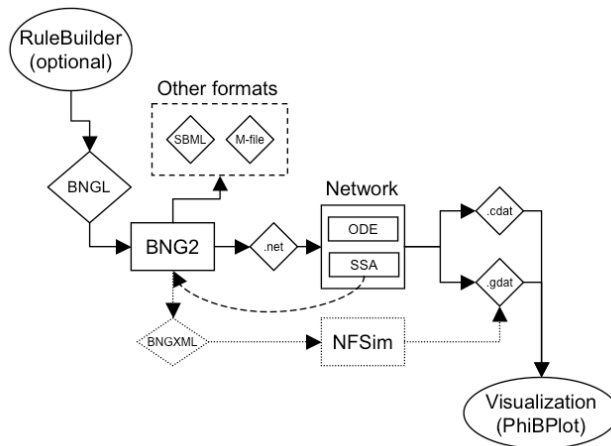 RuleBuilder
(optional)
Other formats
SBML
M-file
BNGL
Network
.cdat
ODE
BNG2
.net
SSA
.gdat
BNGXML
NFSim
Visualization
(PhiBPlot)